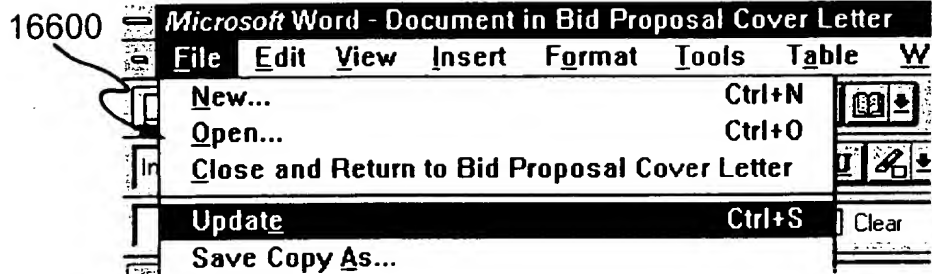 16600 Microsoft Word - Document in Bid Proposal Cover Letter
File Edit View Insert Format Tools Table W
New... Ctrl+N
Open... Ctrl+O
In Close and Return to Bid Proposal Cover Letter U
Update Ctrl+S Clear
Save Copy As...